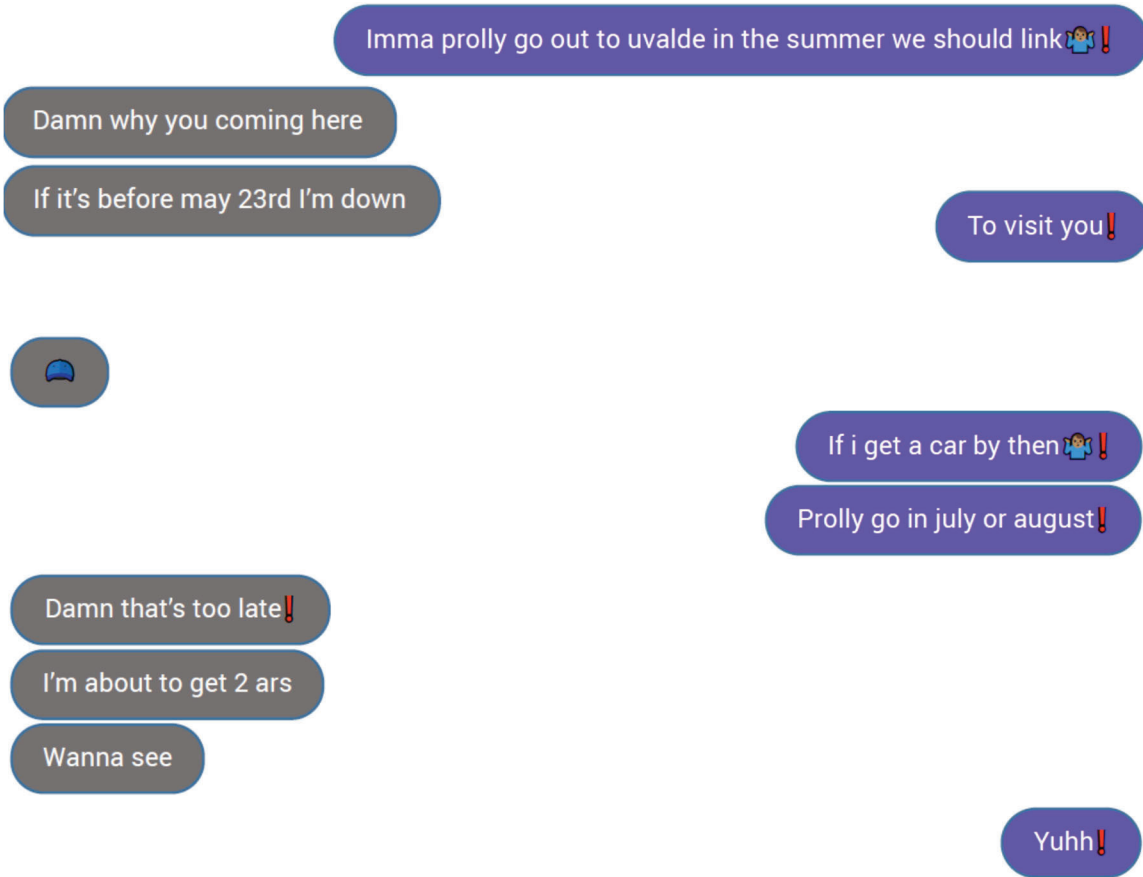 Imma prolly go out to uvalde in the summer we should link🤷🏽‍♂️❗
Damn why you coming here
If it’s before may 23rd I’m down
To visit you❗
🧢
If i get a car by then🤷🏽‍♂️❗
Prolly go in july or august❗
Damn that’s too late❗
I’m about to get 2 ars
Wanna see
Yuhh❗